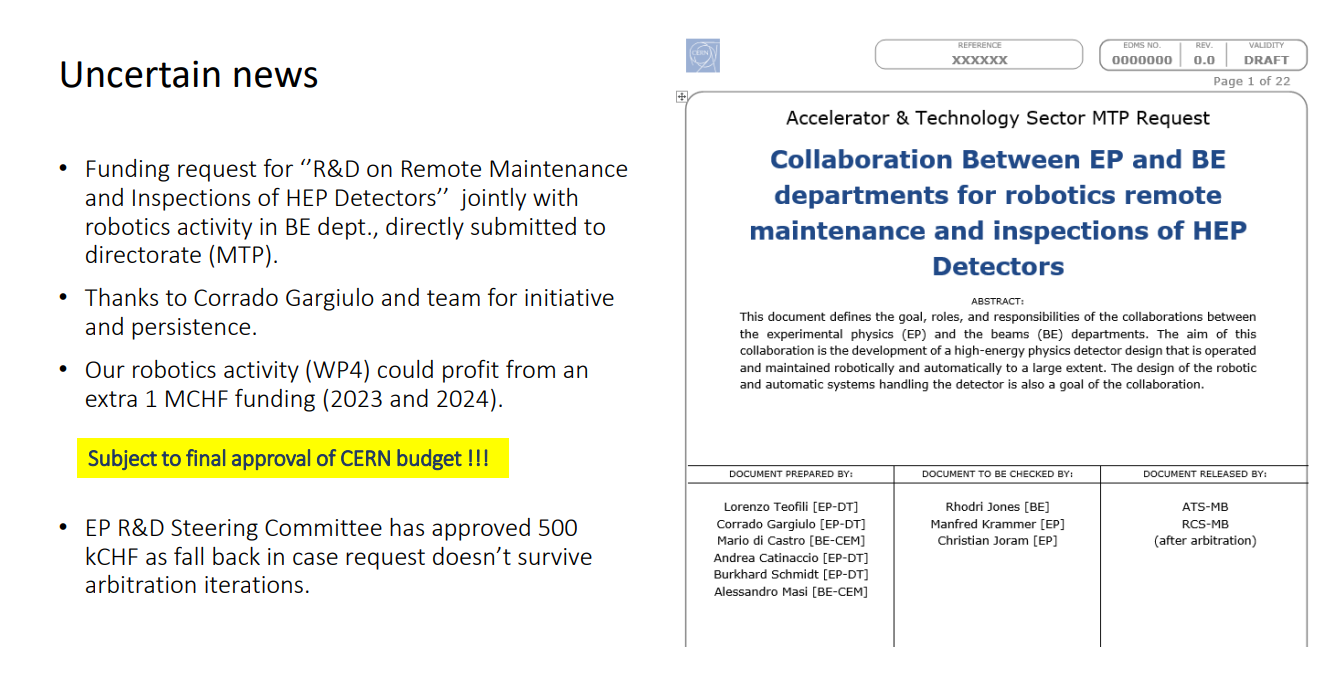 Uncertain news
• Funding request for ‘’R&D on Remote Maintenance
and Inspections of HEP Detectors’’ jointly with
robotics activity in BE dept., directly submitted to
directorate (MTP).
• Thanks to Corrado Gargiulo and team for initiative
and persistence.
• Our robotics activity (WP4) could profit from an
extra 1 MCHF funding (2023 and 2024).
Subject to final approval of CERN budget !!!
• EP R&D Steering Committee has approved 500
kCHF as fall back in case request doesn’t survive
arbitration iterations.
CERN
REFERENCE
XXXXXX
EDMS NO. REV. VALIDITY
0000000 0.0 DRAFT
Page 1 of 22
Accelerator & Technology Sector MTP Request
Collaboration Between EP and BE
departments for robotics remote
maintenance and inspections of HEP
Detectors
ABSTRACT:
This document defines the goal, roles, and responsibilities of the collaborations between
the experimental physics (EP) and the beams (BE) departments. The aim of this
collaboration is the development of a high-energy physics detector design that is operated
and maintained robotically and automatically to a large extent. The design of the robotic
and automatic systems handling the detector is also a goal of the collaboration.
DOCUMENT PREPARED BY:
Lorenzo Teofili [EP-DT]
Corrado Gargiulo [EP-DT]
Mario di Castro [BE-CEM]
Andrea Catinaccio [EP-DT]
Burkhard Schmidt [EP-DT]
Alessandro Masi [BE-CEM]
DOCUMENT TO BE CHECKED BY:
Rhodri Jones [BE]
Manfred Krammer [EP]
Christian Joram [EP]
DOCUMENT RELEASED BY:
ATS-MB
RCS-MB
(after arbitration)